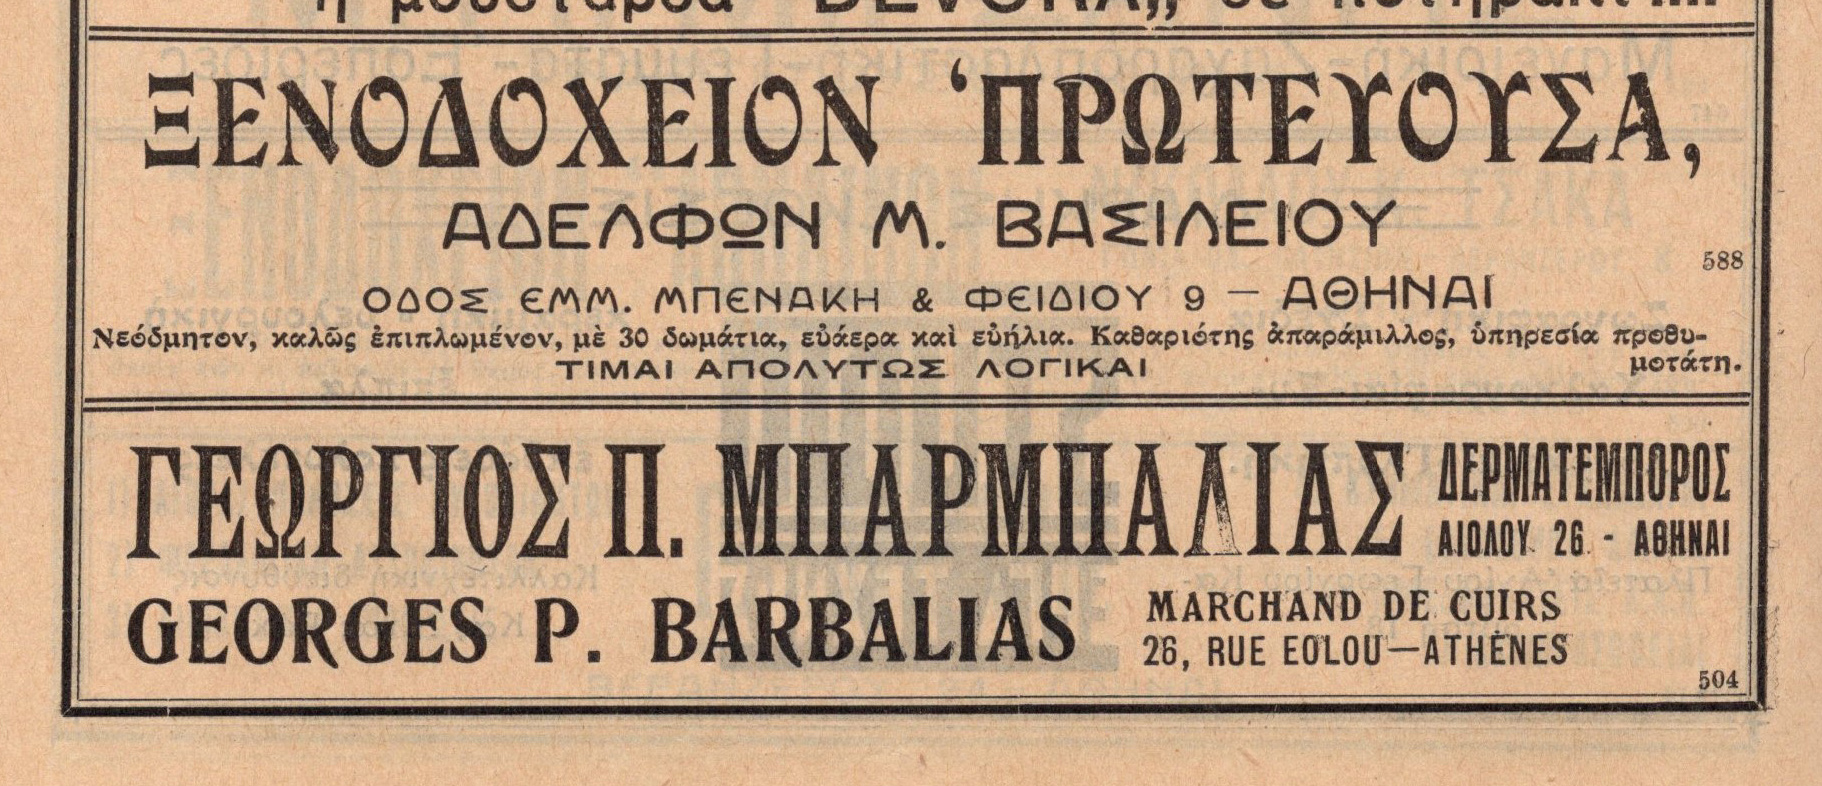 ἡ μουστάρδα
ΞΕΝΟΔΟΧΕΙΟΝ ‘ΠΡΩΤΕΥΟΥΣΑ,
ΑΔΕΛΦΩΝ Μ. ΒΑΣΙΛΕΙΟΥ
588
ΟΔΟΣ ΕΜΜ. ΜΠΕΝΑΚΗ & ΦΕΙΔΙΟΥ 9 — ΑΘΗΝΑΙ
Νεόδμητον, καλῶς ἐπιπλωμένον, μὲ 30 δωμάτια, εὐάερα καὶ εὐήλια. Καθαριότης ἀπαράμιλλος, ὑπηρεσία προθυ-
μοτάτη.
ΤΙΜΑΙ ΑΠΟΛΥΤΩΣ ΛΟΓΙΚΑΙ
ΓΕΩΡΓΙΟΣ Π. ΜΠΑΡΜΠΑΛΙΑΣ
ΔΕΡΜΑΤΕΜΠΟΡΟΣ
ΑΙΟΛΟΥ 26 - ΑΘΗΝΑΙ
GEORGES P. BARBALIAS
MARCHAND DE CUIRS
26, RUE EOLOU—ATHÈNES
504